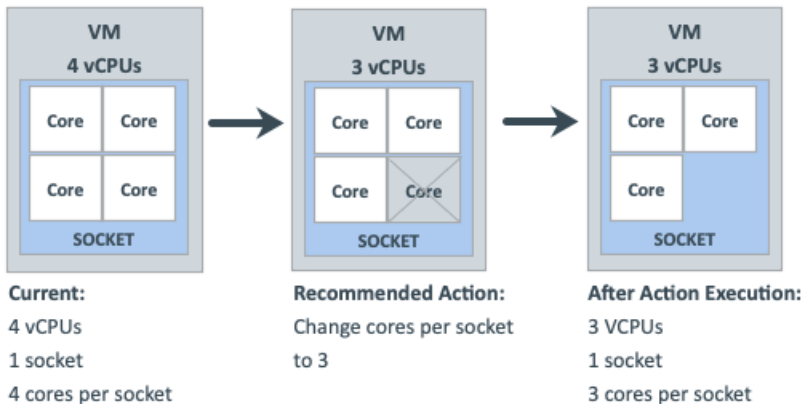 VM
4 vCPUs
Core Core
Core Core
SOCKET
Current:
4 vCPUs
1 socket
4 cores per socket
VM
3 vCPUs
Core Core
Core Core
SOCKET
Recommended Action:
Change cores per socket
to 3
VM
3 vCPUs
Core Core
Core
SOCKET
After Action Execution:
3 VCPUs
1 socket
3 cores per socket